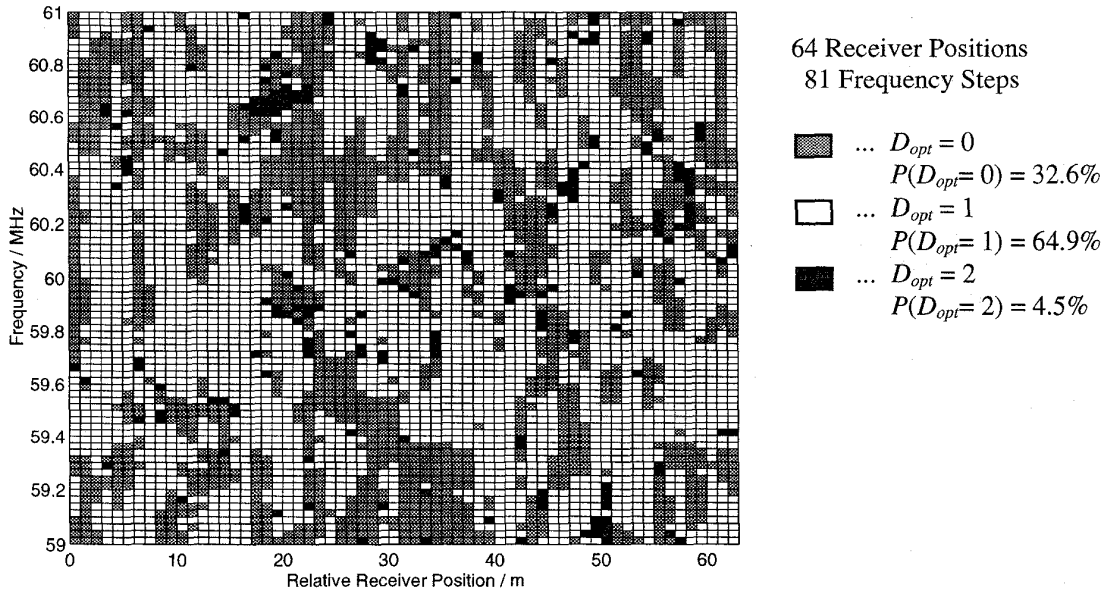 61
60.8
60.6
60.4
60.2
60
59.8
59.6
59.4
59.2
59
Frequency / MHz
0
10
20
30
40
50
60
Relative Receiver Position / m
64 Receiver Positions
81 Frequency Steps
... D_opt = 0
P(D_opt= 0) = 32.6%
... D_opt = 1
P(D_opt= 1) = 64.9%
... D_opt = 2
P(D_opt= 2) = 4.5%